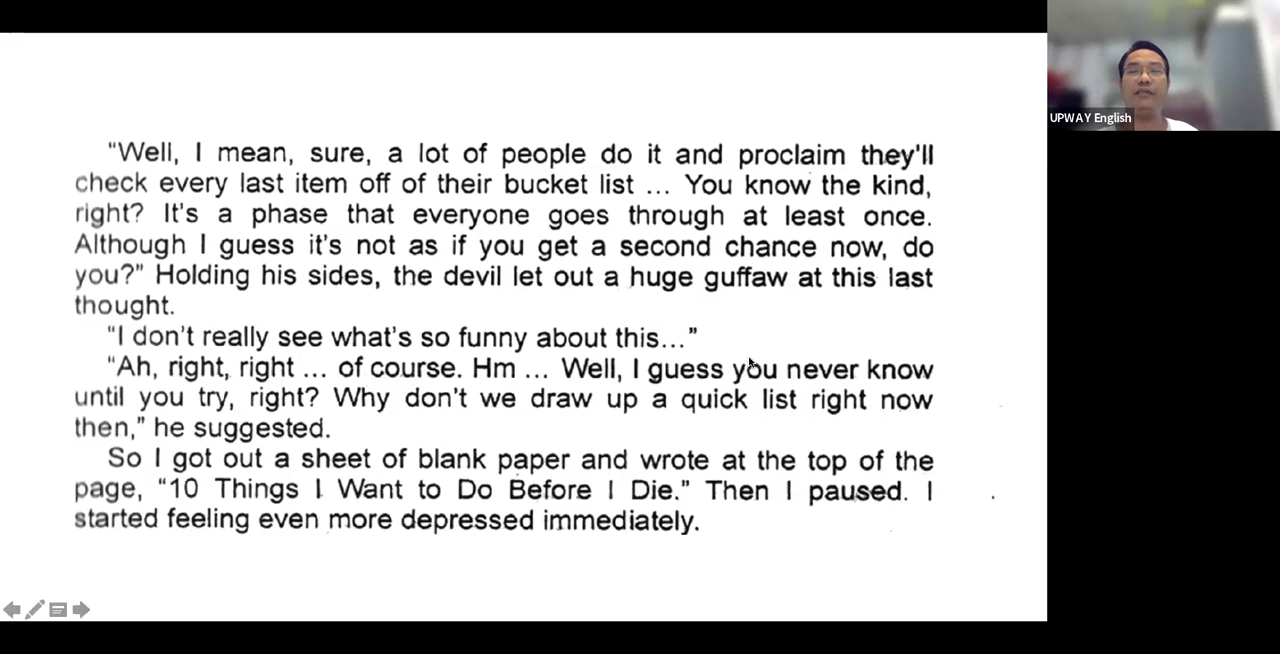 "Well, I mean, sure, a lot of people do it and proclaim they'll
check every last item off of their bucket list ... You know the kind,
right? It's a phase that everyone goes through at least once.
Although I guess it's not as if you get a second chance now, do
you?" Holding his sides, the devil let out a huge guffaw at this last
thought.
"I don't really see what's so funny about this..."
"Ah, right, right ... of course. Hm ... Well, I guess you never know
until you try, right? Why don't we draw up a quick list right now
then," he suggested.
So I got out a sheet of blank paper and wrote at the top of the
page, "10 Things I Want to Do Before I Die." Then I paused. I
started feeling even more depressed immediately.
UPWAY English